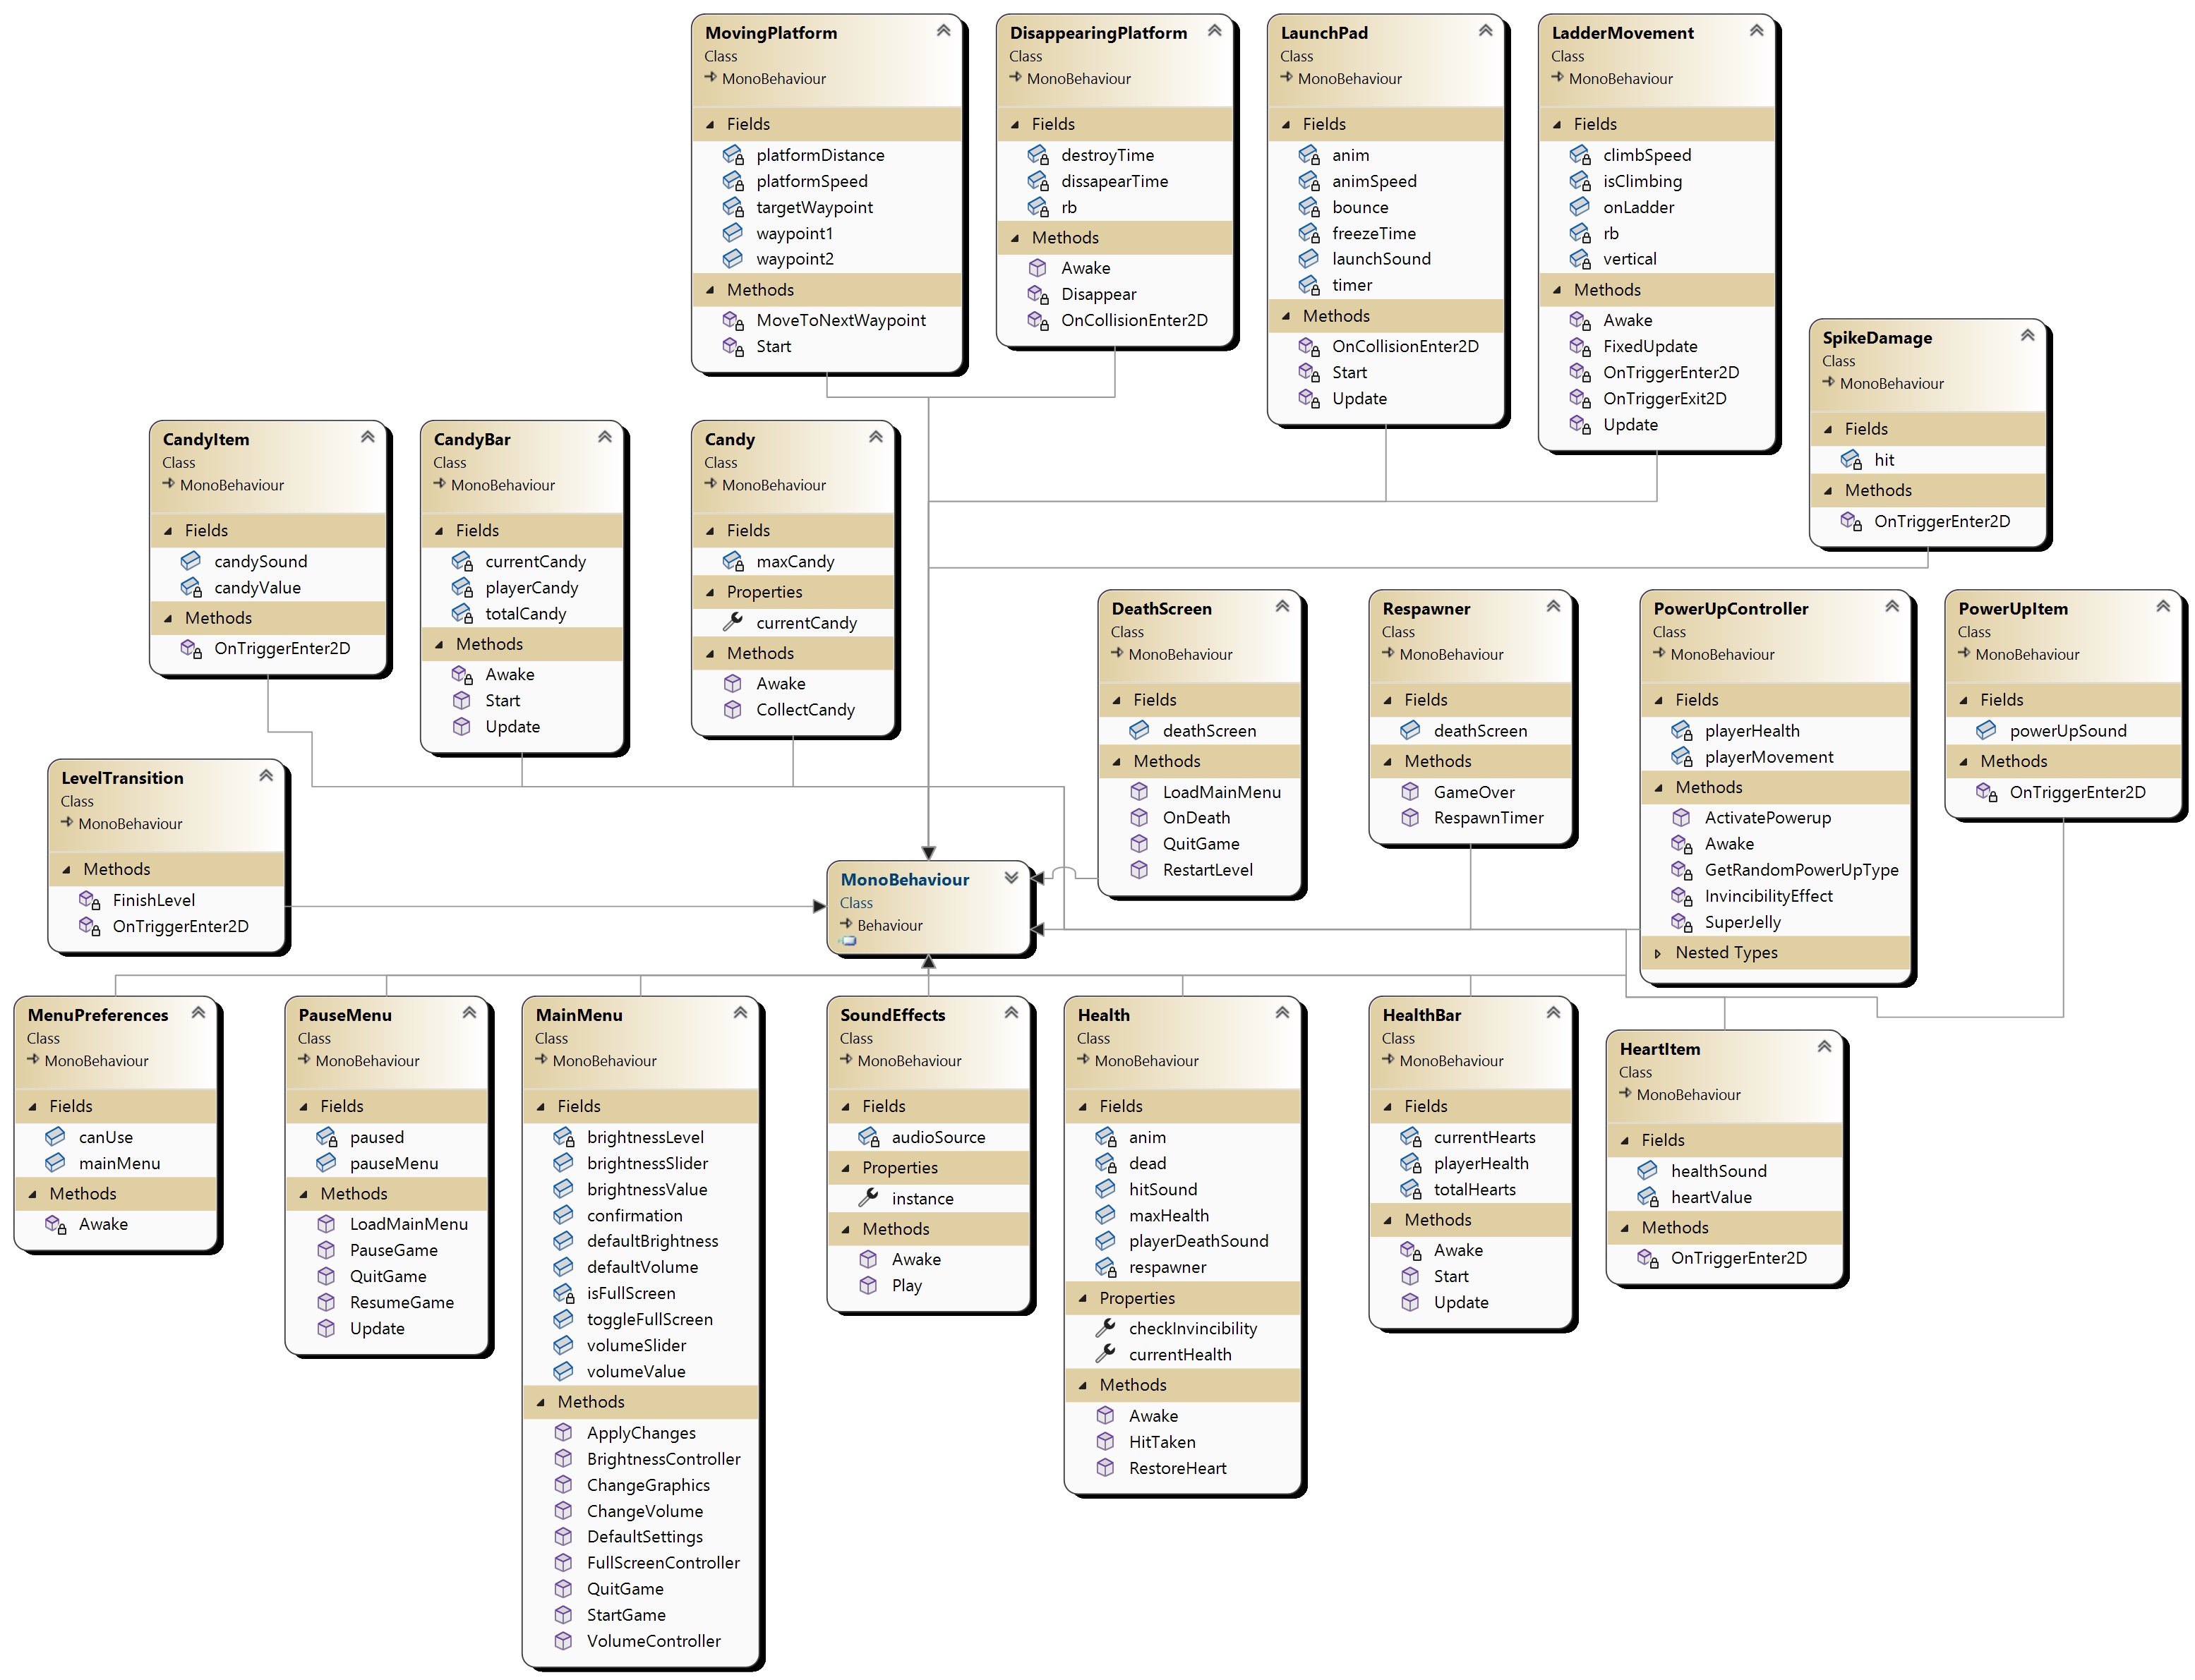 MovingPlatform
Class
MonoBehaviour
Fields
platformDistance
platformSpeed
targetWaypoint
waypoint1
waypoint2
Methods
MoveToNextWaypoint
Start
DisappearingPlatform
Class
MonoBehaviour
Fields
destroyTime
dissapearTime
rb
Methods
Awake
Disappear
OnCollisionEnter2D
LaunchPad
Class
MonoBehaviour
Fields
anim
animSpeed
bounce
freezeTime
launchSound
timer
Methods
OnCollisionEnter2D
Start
Update
LadderMovement
Class
MonoBehaviour
Fields
climbSpeed
isClimbing
onLadder
rb
vertical
Methods
Awake
FixedUpdate
OnTriggerEnter2D
OnTriggerExit2D
Update
SpikeDamage
Class
MonoBehaviour
Fields
hit
Methods
OnTriggerEnter2D
CandyItem
Class
MonoBehaviour
Fields
candySound
candyValue
Methods
OnTriggerEnter2D
CandyBar
Class
MonoBehaviour
Fields
currentCandy
playerCandy
totalCandy
Methods
Awake
Start
Update
Candy
Class
MonoBehaviour
Fields
maxCandy
Properties
currentCandy
Methods
Awake
CollectCandy
DeathScreen
Class
MonoBehaviour
Fields
deathScreen
Methods
LoadMainMenu
OnDeath
QuitGame
RestartLevel
Respawner
Class
MonoBehaviour
Fields
deathScreen
Methods
GameOver
RespawnTimer
PowerUpController
Class
MonoBehaviour
Fields
playerHealth
playerMovement
Methods
ActivatePowerup
Awake
GetRandomPowerUpType
InvincibilityEffect
SuperJelly
Nested Types
PowerUpItem
Class
MonoBehaviour
Fields
powerUpSound
Methods
OnTriggerEnter2D
LevelTransition
Class
MonoBehaviour
Methods
FinishLevel
OnTriggerEnter2D
MonoBehaviour
Class
Behaviour
MenuPreferences
Class
MonoBehaviour
Fields
canUse
mainMenu
Methods
Awake
PauseMenu
Class
MonoBehaviour
Fields
paused
pauseMenu
Methods
LoadMainMenu
PauseGame
QuitGame
ResumeGame
Update
MainMenu
Class
MonoBehaviour
Fields
brightnessLevel
brightnessSlider
brightnessValue
confirmation
defaultBrightness
defaultVolume
isFullScreen
toggleFullScreen
volumeSlider
volumeValue
Methods
ApplyChanges
BrightnessController
ChangeGraphics
ChangeVolume
DefaultSettings
FullScreenController
QuitGame
StartGame
VolumeController
SoundEffects
Class
MonoBehaviour
Fields
audioSource
Properties
instance
Methods
Awake
Play
Health
Class
MonoBehaviour
Fields
anim
dead
hitSound
maxHealth
playerDeathSound
respawner
Properties
checkInvincibility
currentHealth
Methods
Awake
HitTaken
RestoreHeart
HealthBar
Class
MonoBehaviour
Fields
currentHearts
playerHealth
totalHearts
Methods
Awake
Start
Update
HeartItem
Class
MonoBehaviour
Fields
healthSound
heartValue
Methods
OnTriggerEnter2D